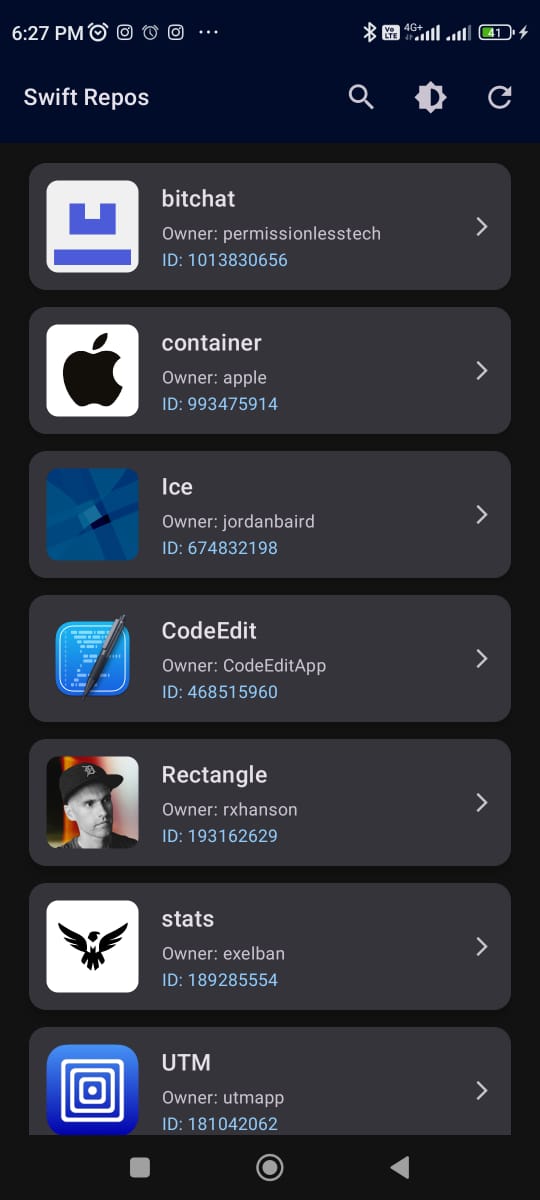 6:27 PM
Vo LTE 4G+ 41
Swift Repos
bitchat
Owner: permissionlesstech
ID: 1013830656
container
Owner: apple
ID: 993475914
Ice
Owner: jordanbaird
ID: 674832198
CodeEdit
Owner: CodeEditApp
ID: 468515960
Rectangle
Owner: rxhanson
ID: 193162629
stats
Owner: exelban
ID: 189285554
UTM
Owner: utmapp
ID: 181042062